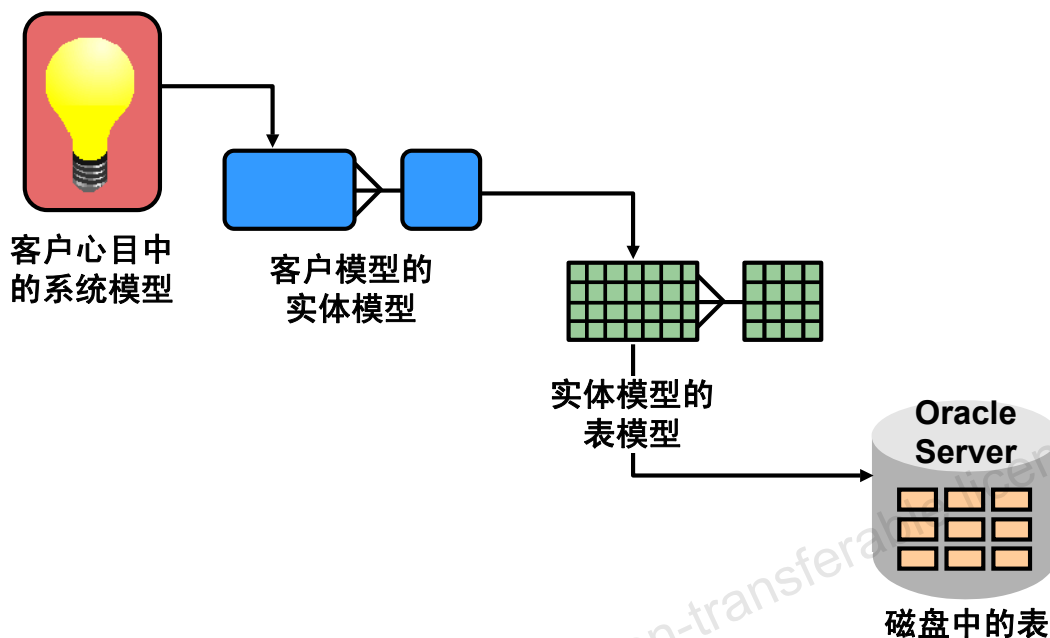 客户心目中
的系统模型
客户模型的
实体模型
实体模型的
表模型
Oracle
Server
磁盘中的表